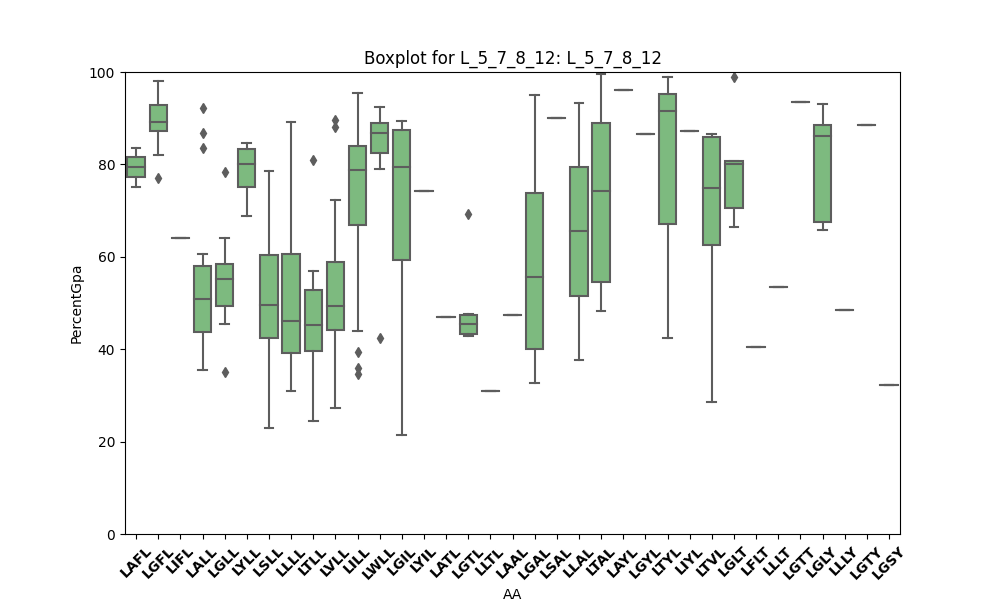 Boxplot for L_5_7_8_12: L_5_7_8_12
100
80
60
40
20
0
PercentGpa
LAFL LGFL LIFL LALL LGLL LYLL LSLL LLLL LTLL LVLL LILL LWLL LGIL LYIL LATL LGTL LLTL LAAL LGAL LSAL LLAL LTAL LAYL LGYL LTYL LIYL LTVL LGLT LFLT LLLT LGTT LGLY LLLY LGTY LGSY
AA